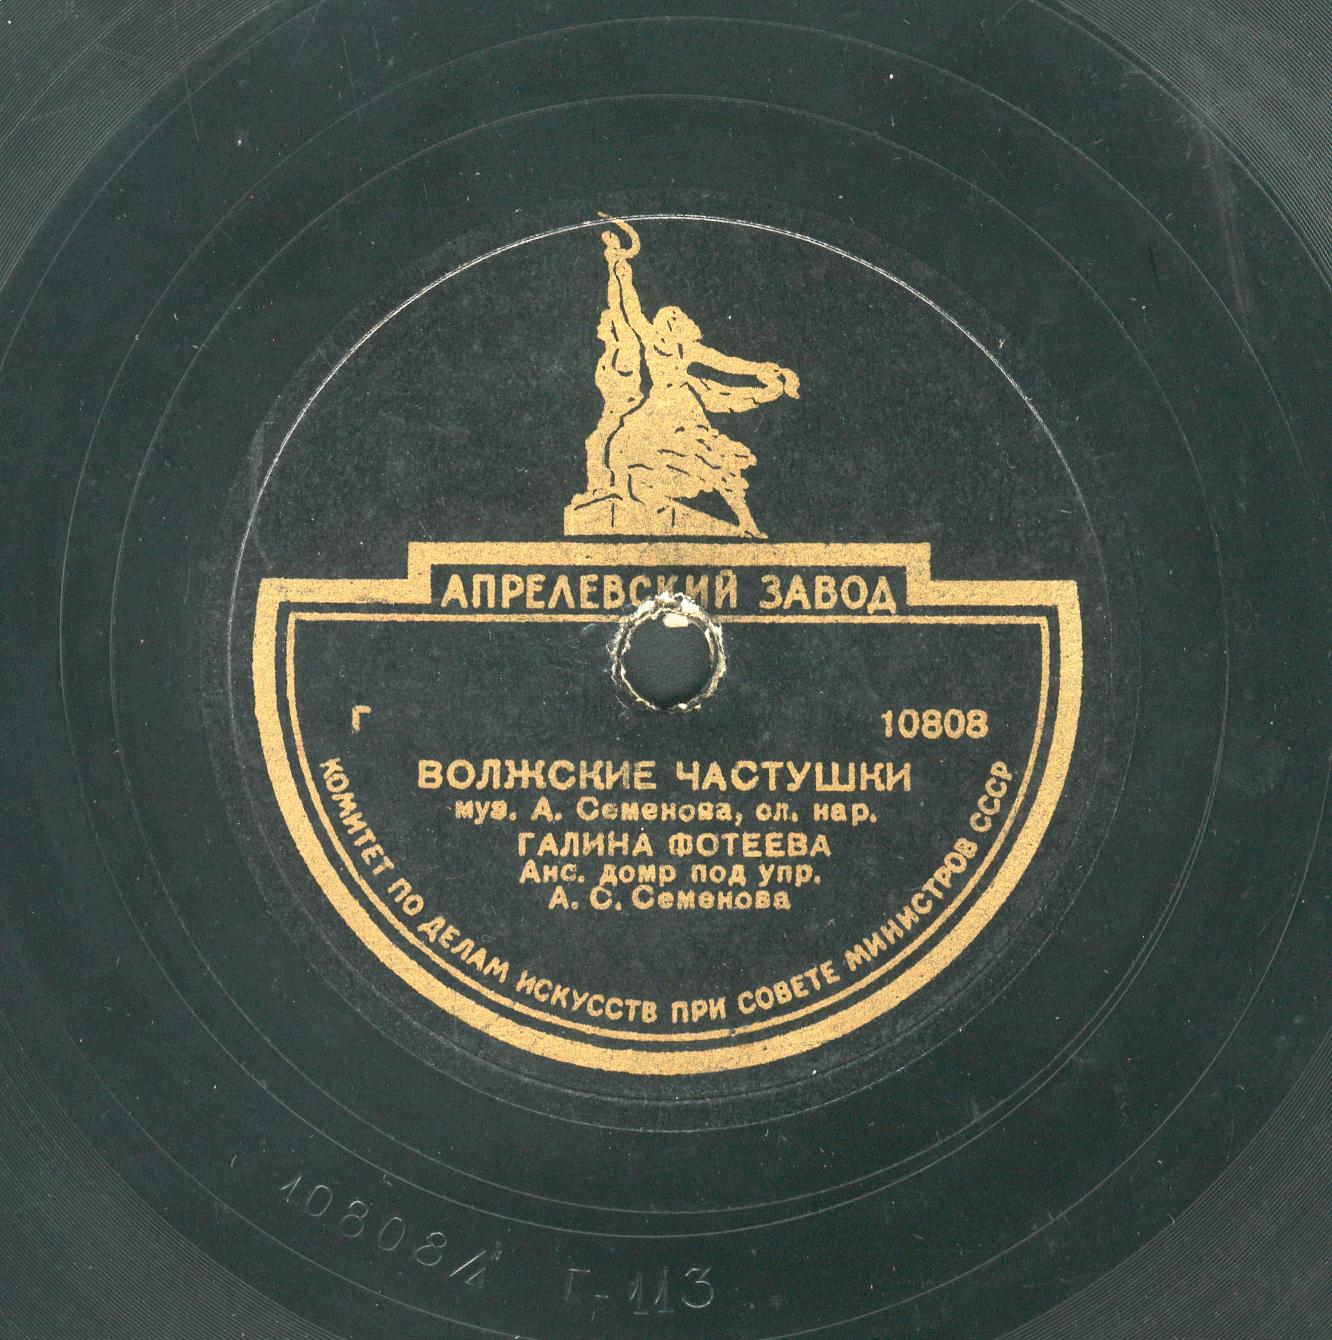 АПРЕЛЕВСКИЙ ЗАВОД
Г 10808
ВОЛЖСКИЕ ЧАСТУШКИ
муз. А. Семенова, сл. нар.
ГАЛИНА ФОТЕЕВА
Анс. домр под упр.
А. С. Семенова
КОМИТЕТ ПО ДЕЛАМ ИСКУССТВ ПРИ СОВЕТЕ МИНИСТРОВ СССР
10808/ Г-113